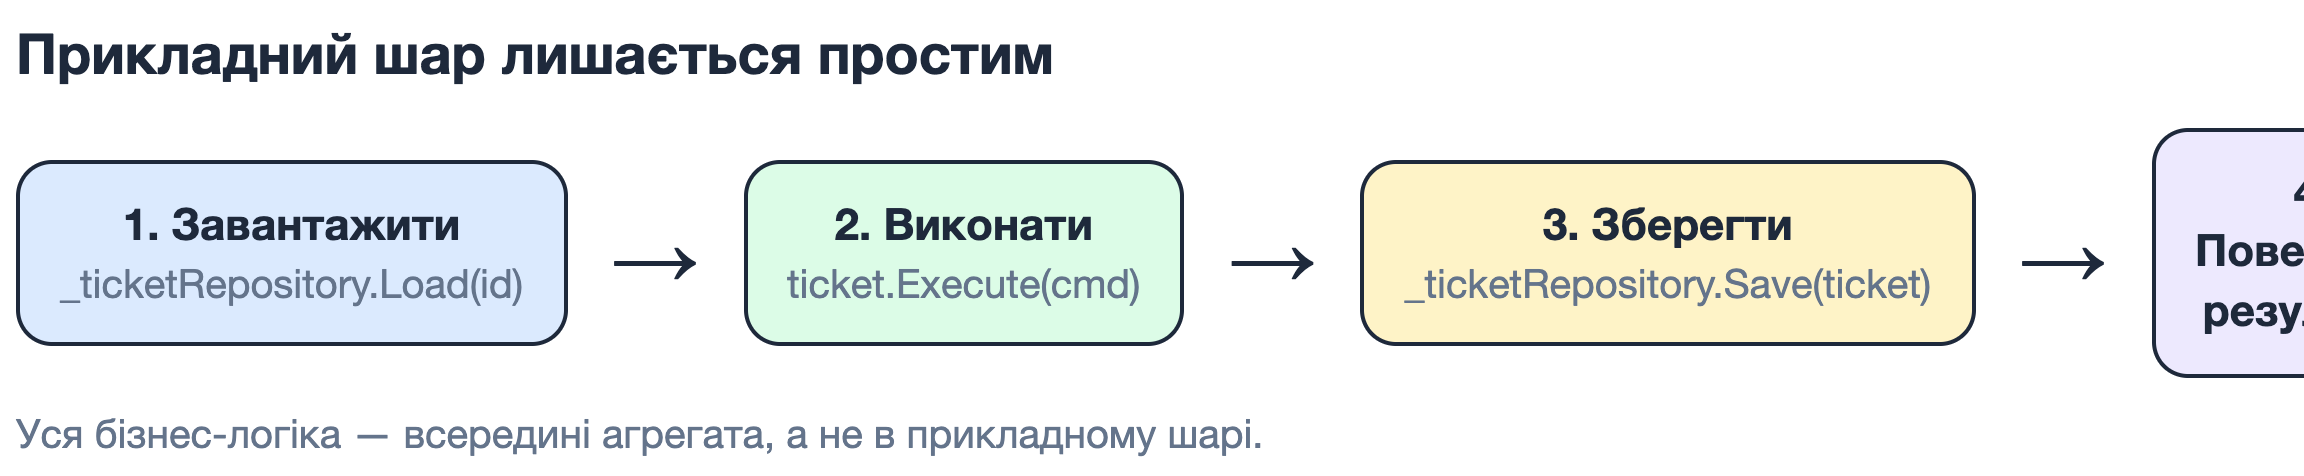 Прикладний шар лишається простим
1. Завантажити
_ticketRepository.Load(id)
2. Виконати
ticket.Execute(cmd)
3. Зберегти
_ticketRepository.Save(ticket)
Уся бізнес-логіка — всередині агрегата, а не в прикладному шарі.